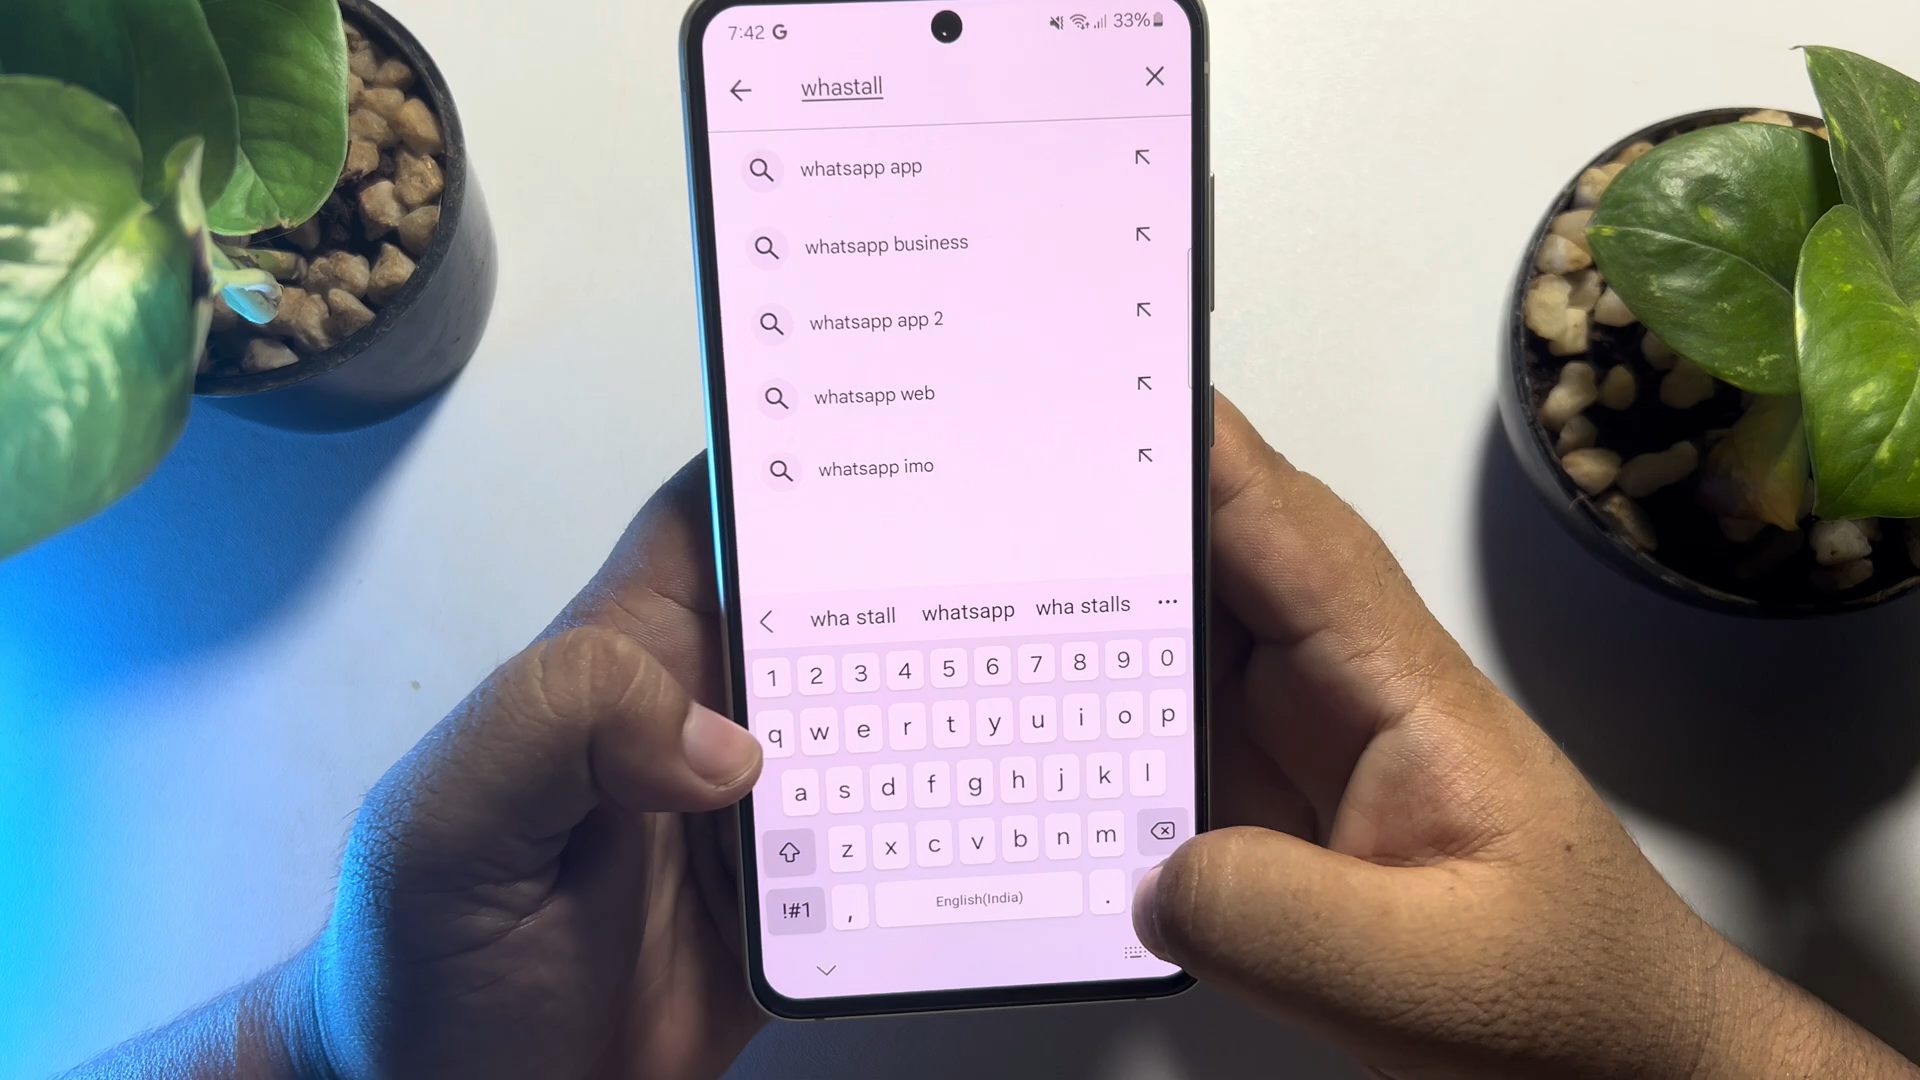 7:42 G 33%
whastall
whatsapp app
whatsapp business
whatsapp app 2
whatsapp web
whatsapp imo
wha stall whatsapp wha stalls
1 2 3 4 5 6 7 8 9 0
q w e r t y u i o p
a s d f g h j k l
z x c v b n m
!#1 , English(India) .